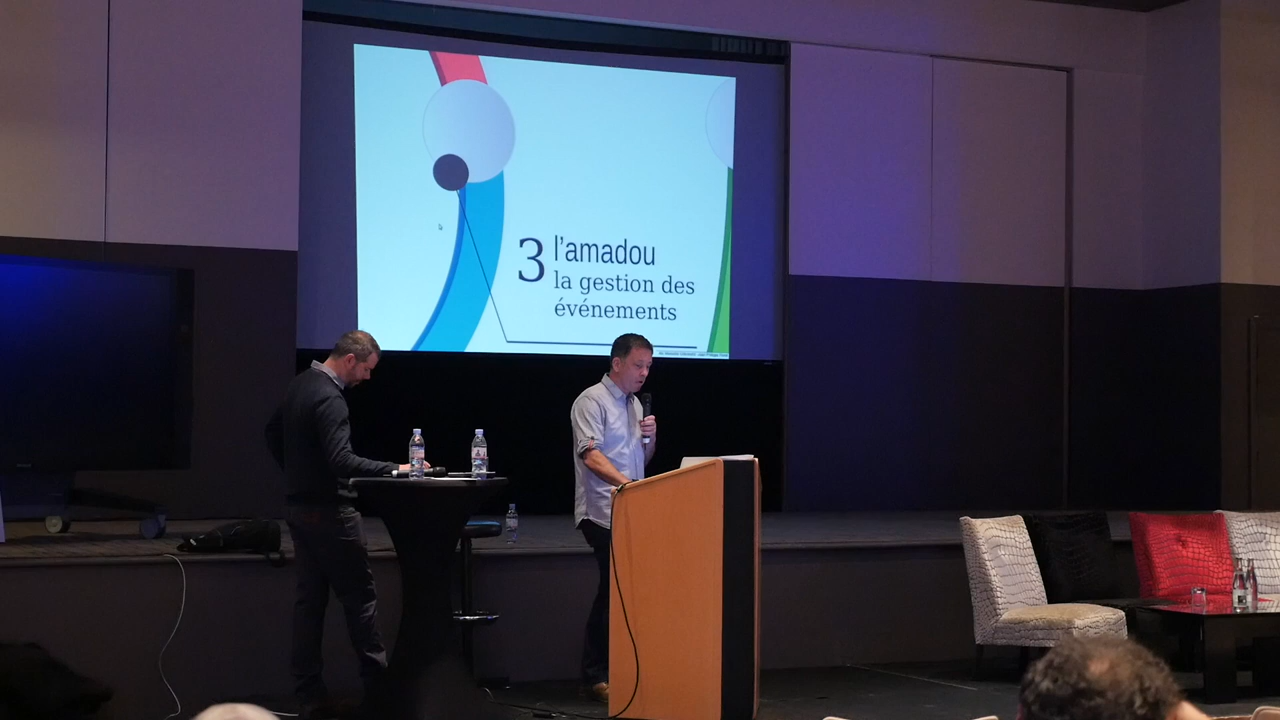 3 l'amadou
la gestion des
événements